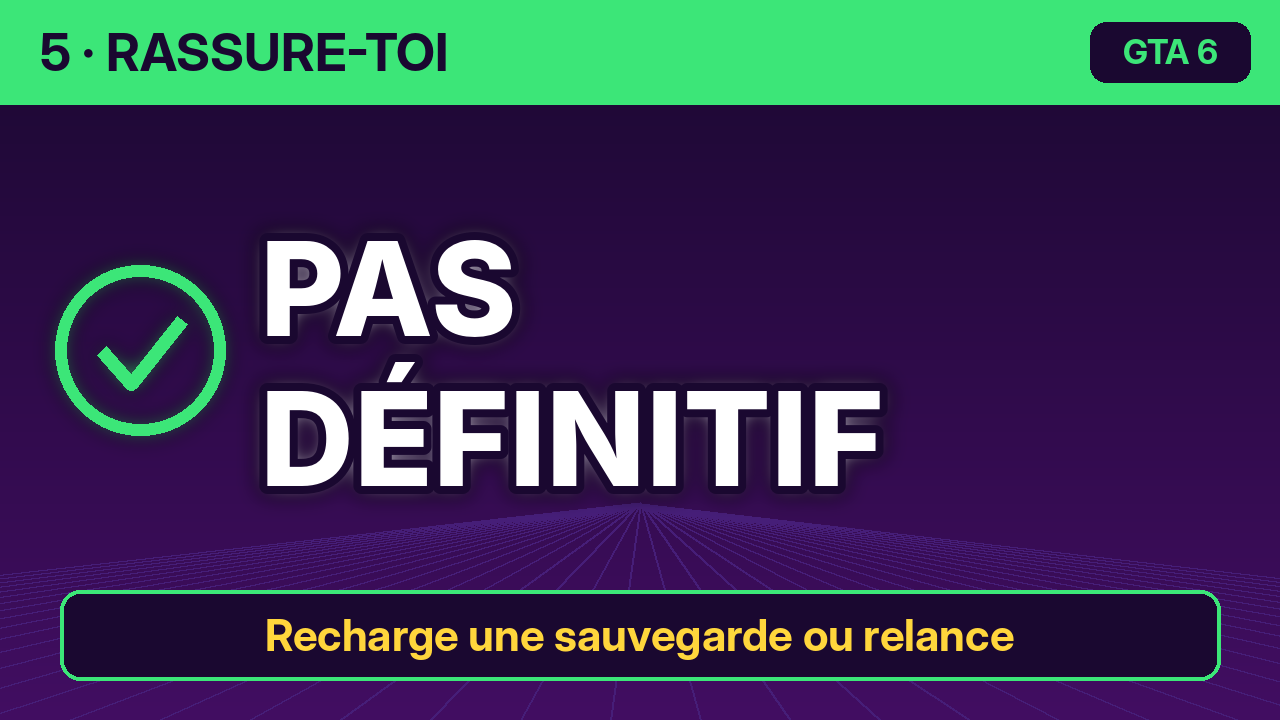 5 · RASSURE-TOI
GTA 6
PAS
DÉFINITIF
Recharge une sauvegarde ou relance